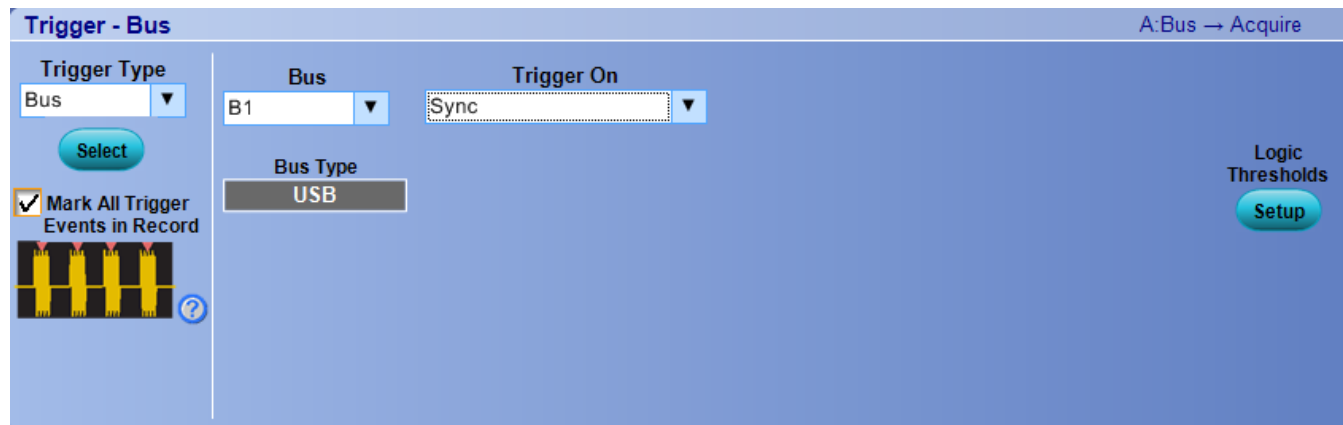 Trigger - Bus
A:Bus → Acquire
Trigger Type
Bus
Select
Mark All Trigger
Events in Record
?
Bus
B1
Bus Type
USB
Trigger On
Sync
Logic
Thresholds
Setup